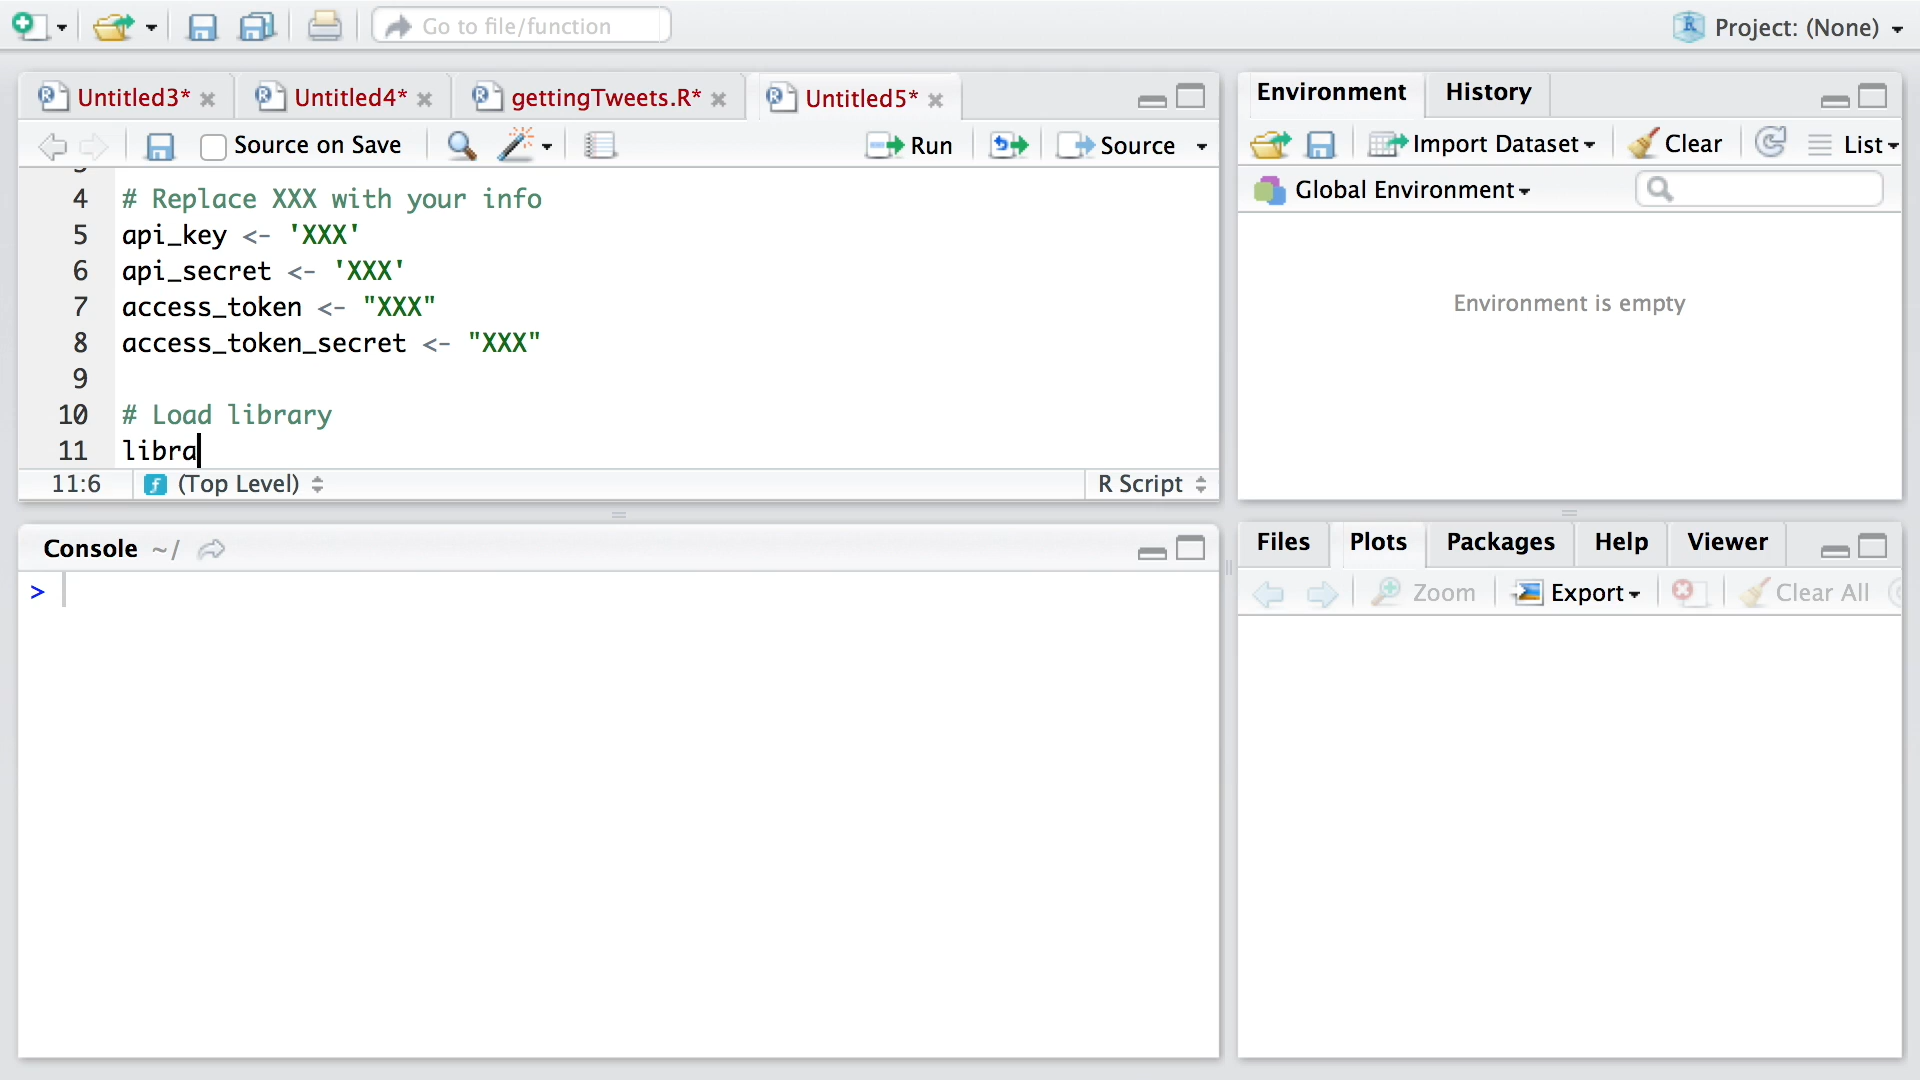 Go to file/function
Project: (None)
Untitled3*
Untitled4*
gettingTweets.R*
Untitled5*
Source on Save
Run
Source
4 # Replace XXX with your info
5 api_key <- 'XXX'
6 api_secret <- 'XXX'
7 access_token <- "XXX"
8 access_token_secret <- "XXX"
9
10 # Load library
11 libra
11:6 (Top Level) R Script
Console ~/
>
Environment History
Import Dataset Clear List
Global Environment
Environment is empty
Files Plots Packages Help Viewer
Zoom Export Clear All